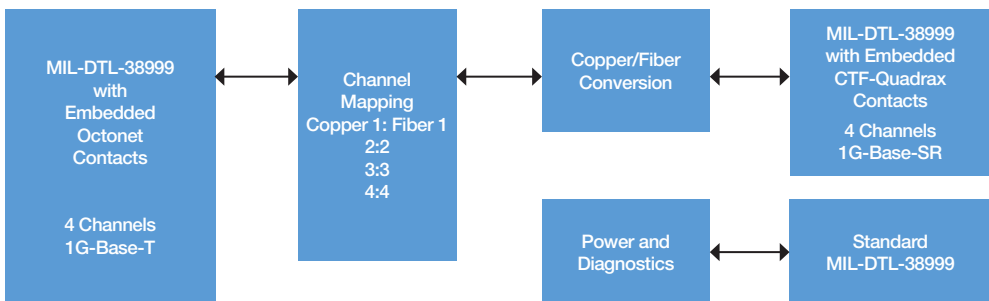 MIL-DTL-38999
with
Embedded
Octonet
Contacts
4 Channels
1G-Base-T
Channel
Mapping
Copper 1: Fiber 1
2:2
3:3
4:4
Copper/Fiber
Conversion
MIL-DTL-38999
with Embedded
CTF-Quadrax
Contacts
4 Channels
1G-Base-SR
Power and
Diagnostics
Standard
MIL-DTL-38999